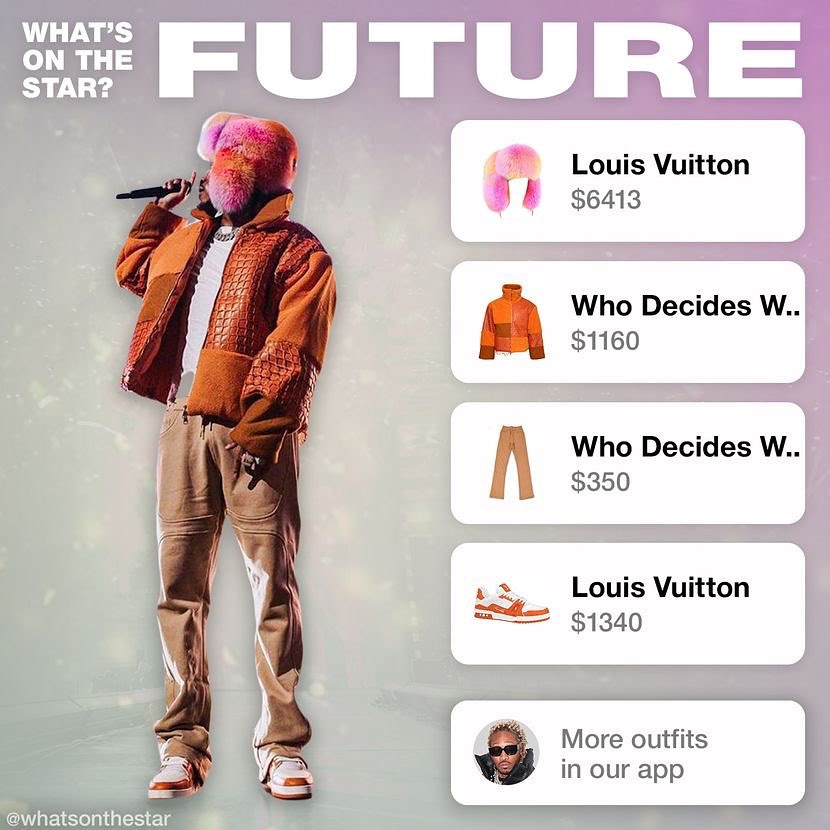 WHAT'S
ON THE
STAR?
FUTURE
Louis Vuitton
$6413
Who Decides W..
$1160
Who Decides W..
$350
Louis Vuitton
$1340
More outfits
in our app
@whatsonthestar